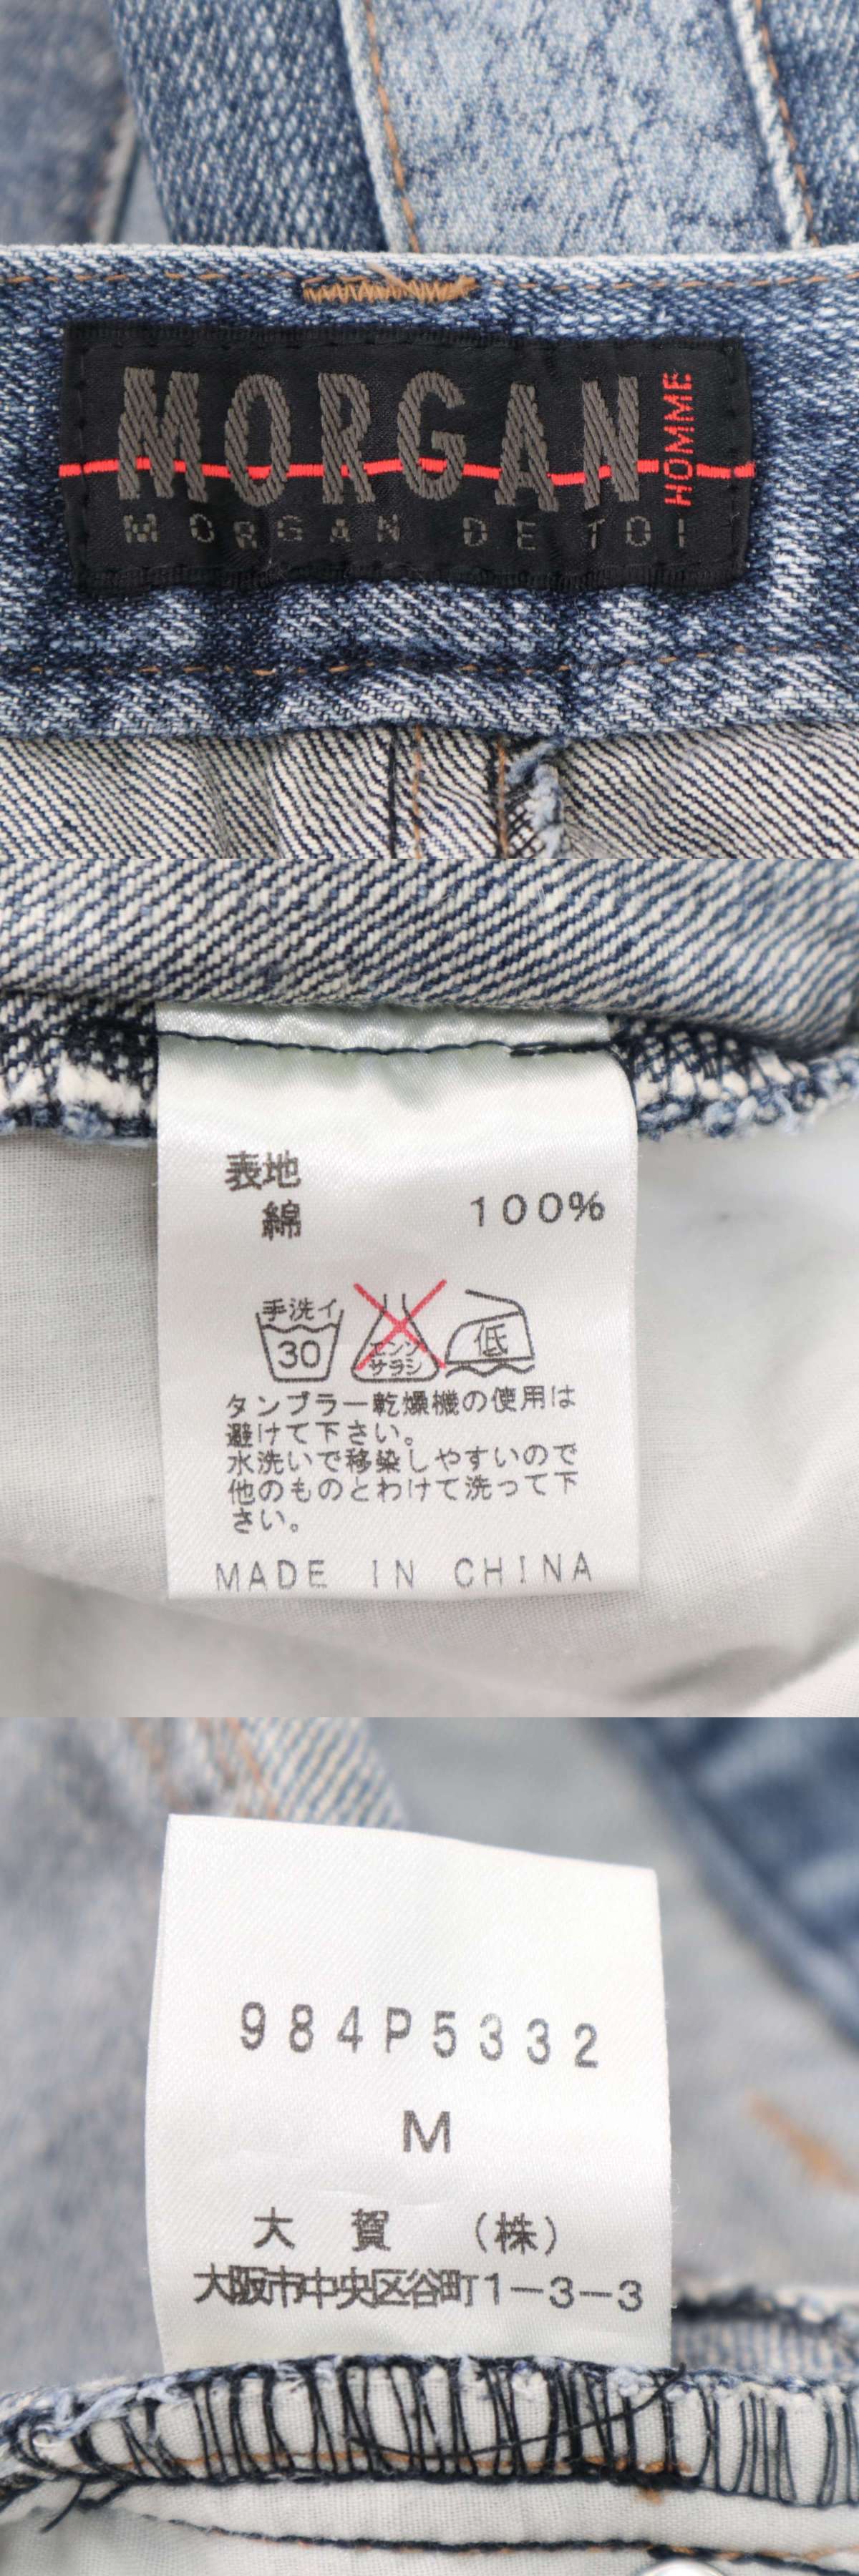 MORGAN HOMME
MORGAN DE TOI
表地
綿 100%
手洗イ
30
エンソ
サラシ
低
タンブラー乾燥機の使用は
避けて下さい。
水洗いで移染しやすいので
他のものとわけて洗って下
さい。
MADE IN CHINA
984P5332
M
大賀 (株)
大阪市中央区谷町1-3-3